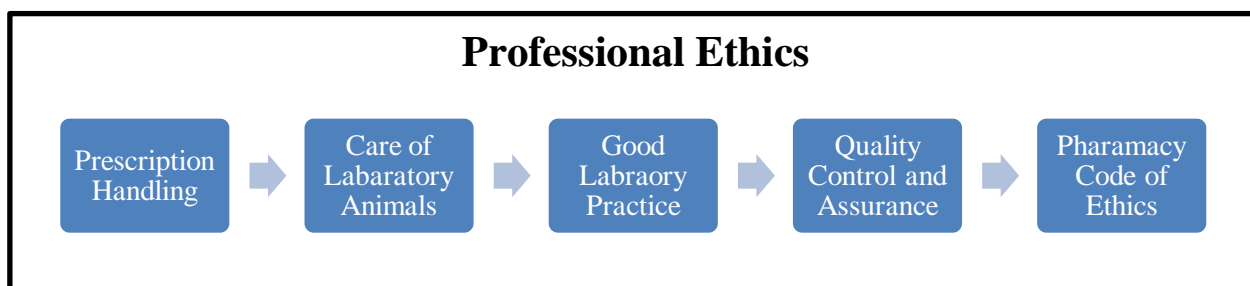 Professional Ethics
Prescription
Handling
Care of
Labaratory
Animals
Good
Labraory
Practice
Quality
Control and
Assurance
Pharamacy
Code of
Ethics